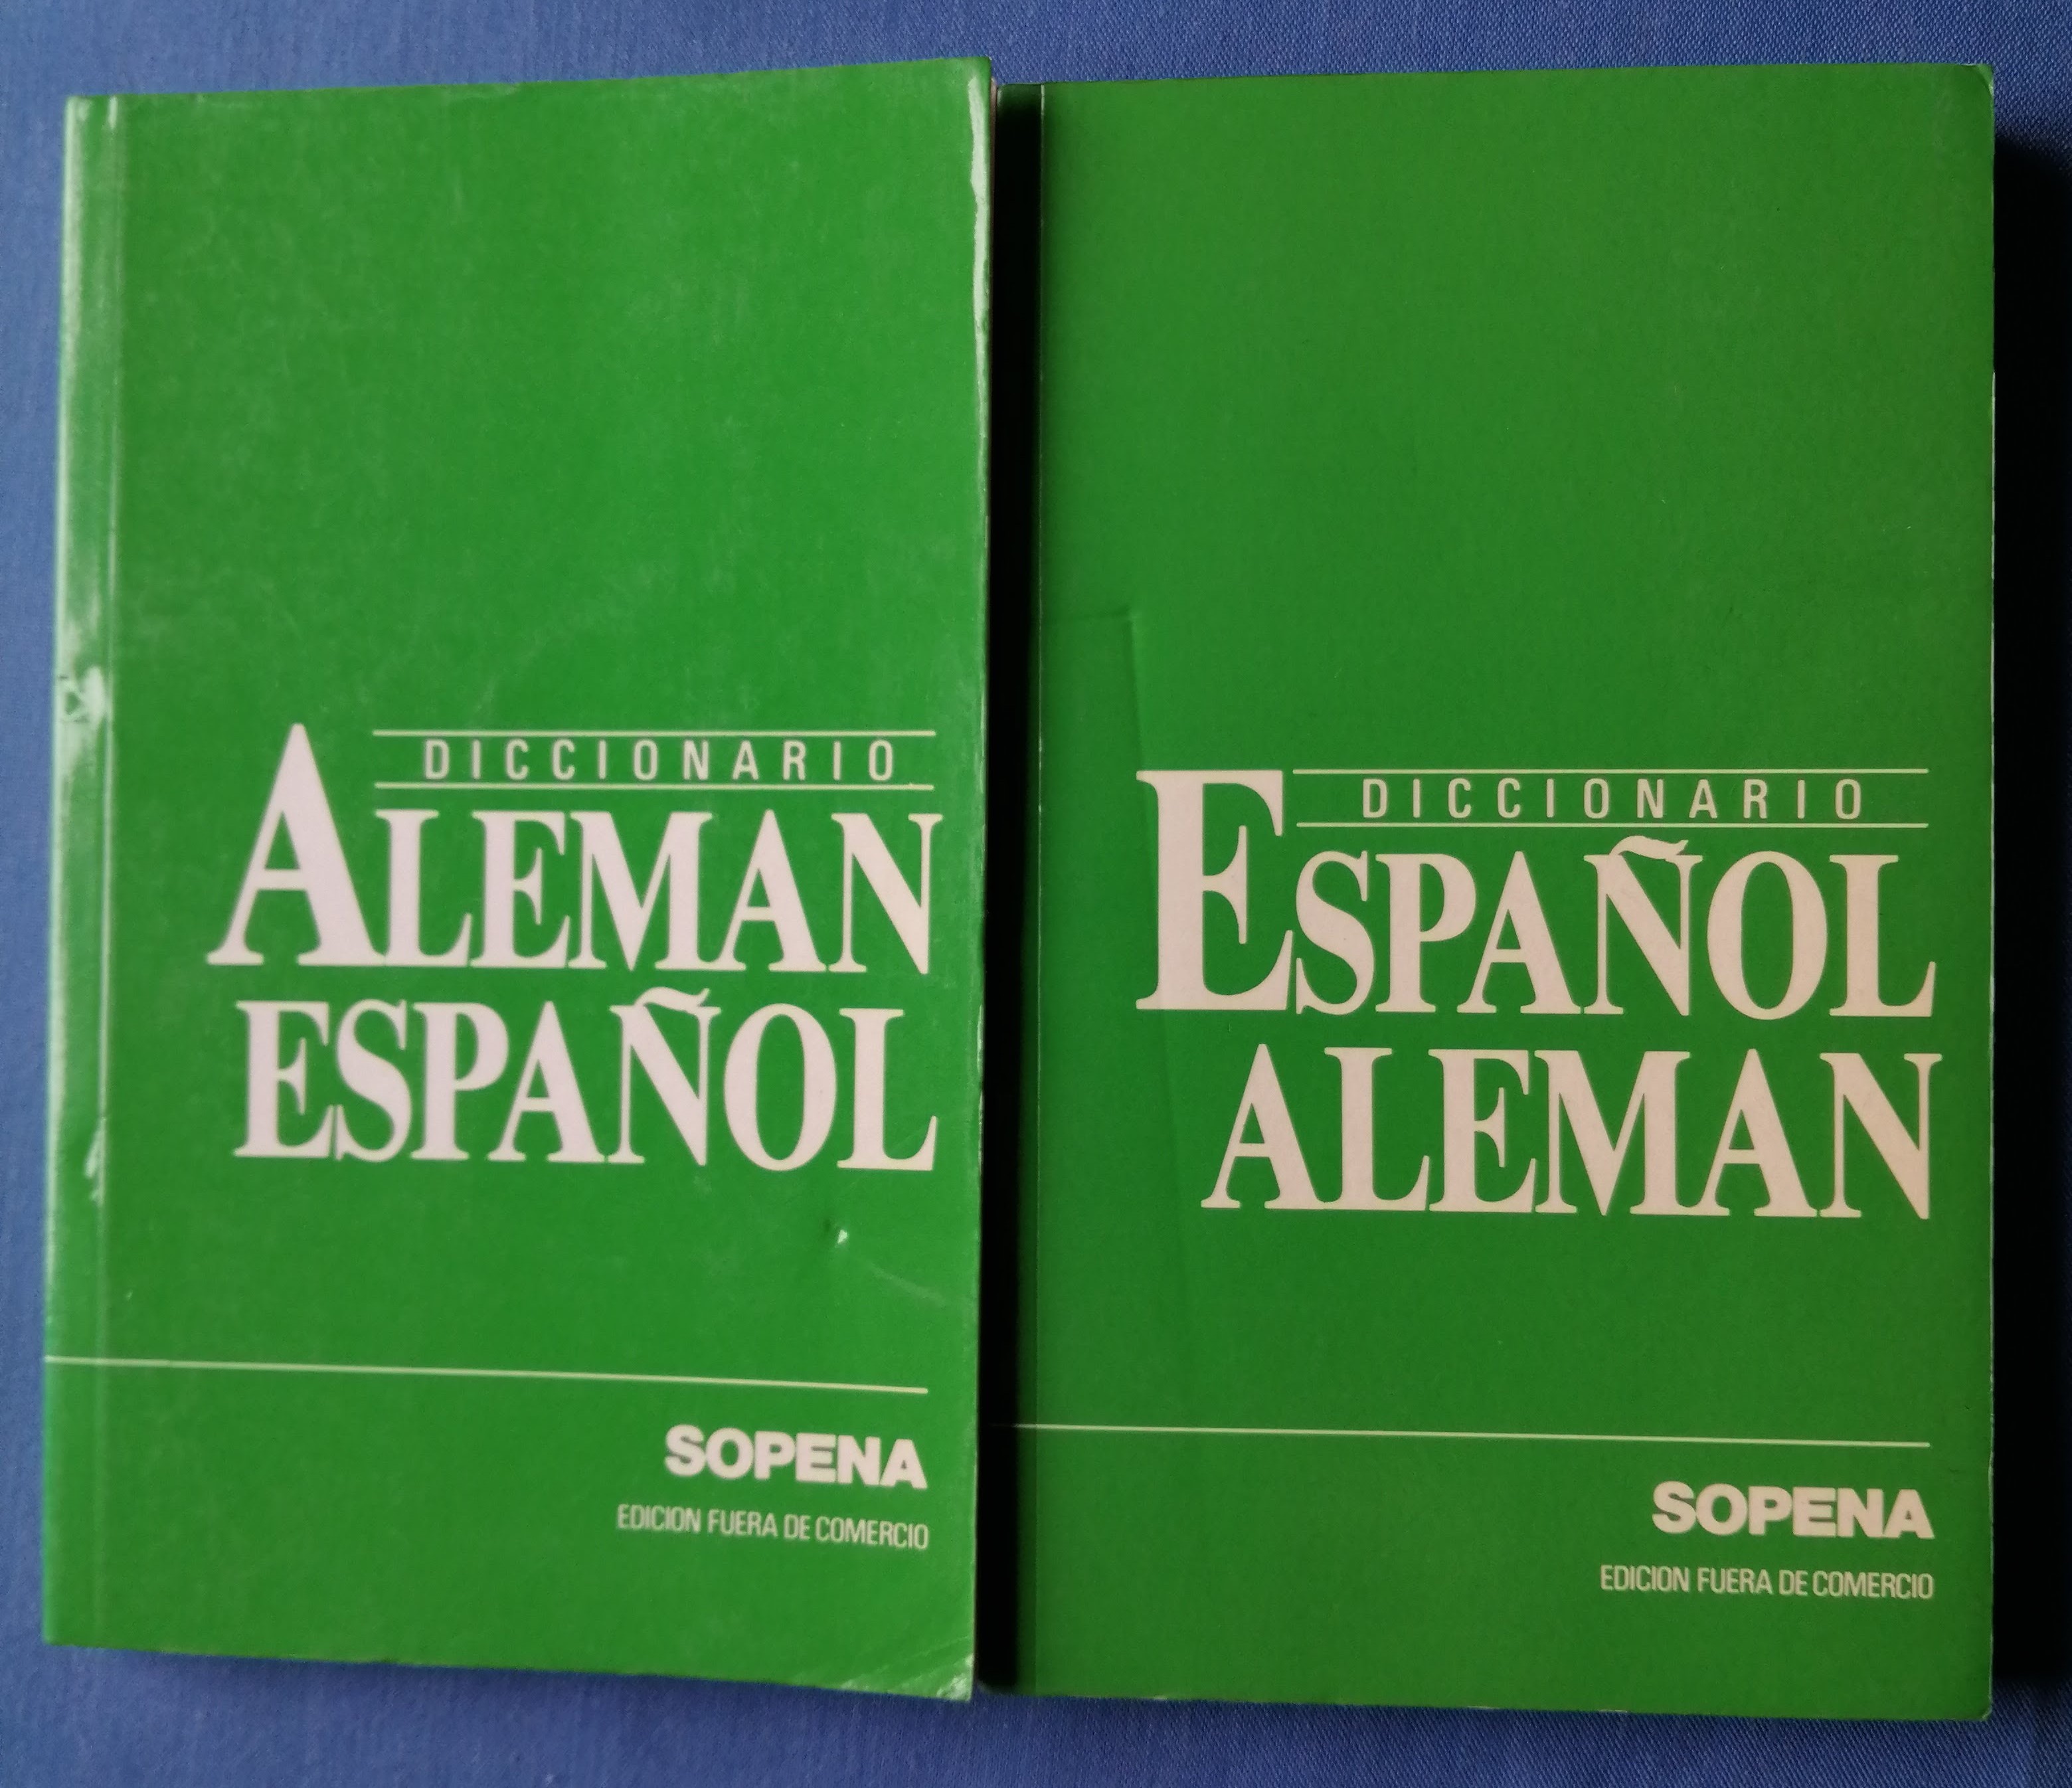 DICCIONARIO
ALEMAN
ESPAÑOL
SOPENA
EDICION FUERA DE COMERCIO
DICCIONARIO
ESPAÑOL
ALEMAN
SOPENA
EDICION FUERA DE COMERCIO